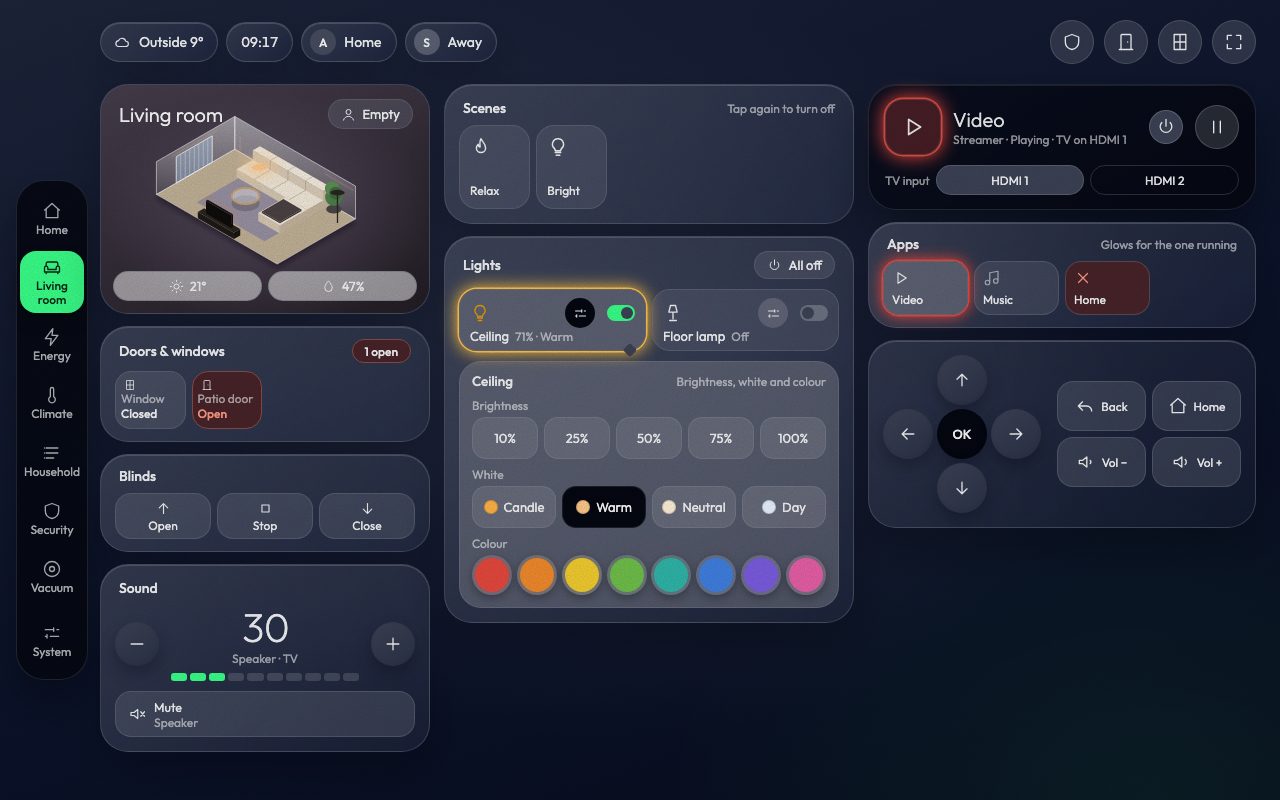 Outside 9°
09:17
A Home
S Away
Living room
Empty
21°
47%
Home
Living
room
Energy
Climate
Household
Security
Vacuum
System
Doors & windows
1 open
Window
Closed
Patio door
Open
Blinds
Open
Stop
Close
Sound
30
Speaker · TV
Mute
Speaker
Scenes
Tap again to turn off
Relax
Bright
Lights
All off
Ceiling 71% · Warm
Floor lamp Off
Ceiling
Brightness, white and colour
Brightness
10%
25%
50%
75%
100%
White
Candle
Warm
Neutral
Day
Colour
Video
Streamer · Playing · TV on HDMI 1
TV input
HDMI 1
HDMI 2
Apps
Glows for the one running
Video
Music
Home
OK
Back
Home
Vol −
Vol +